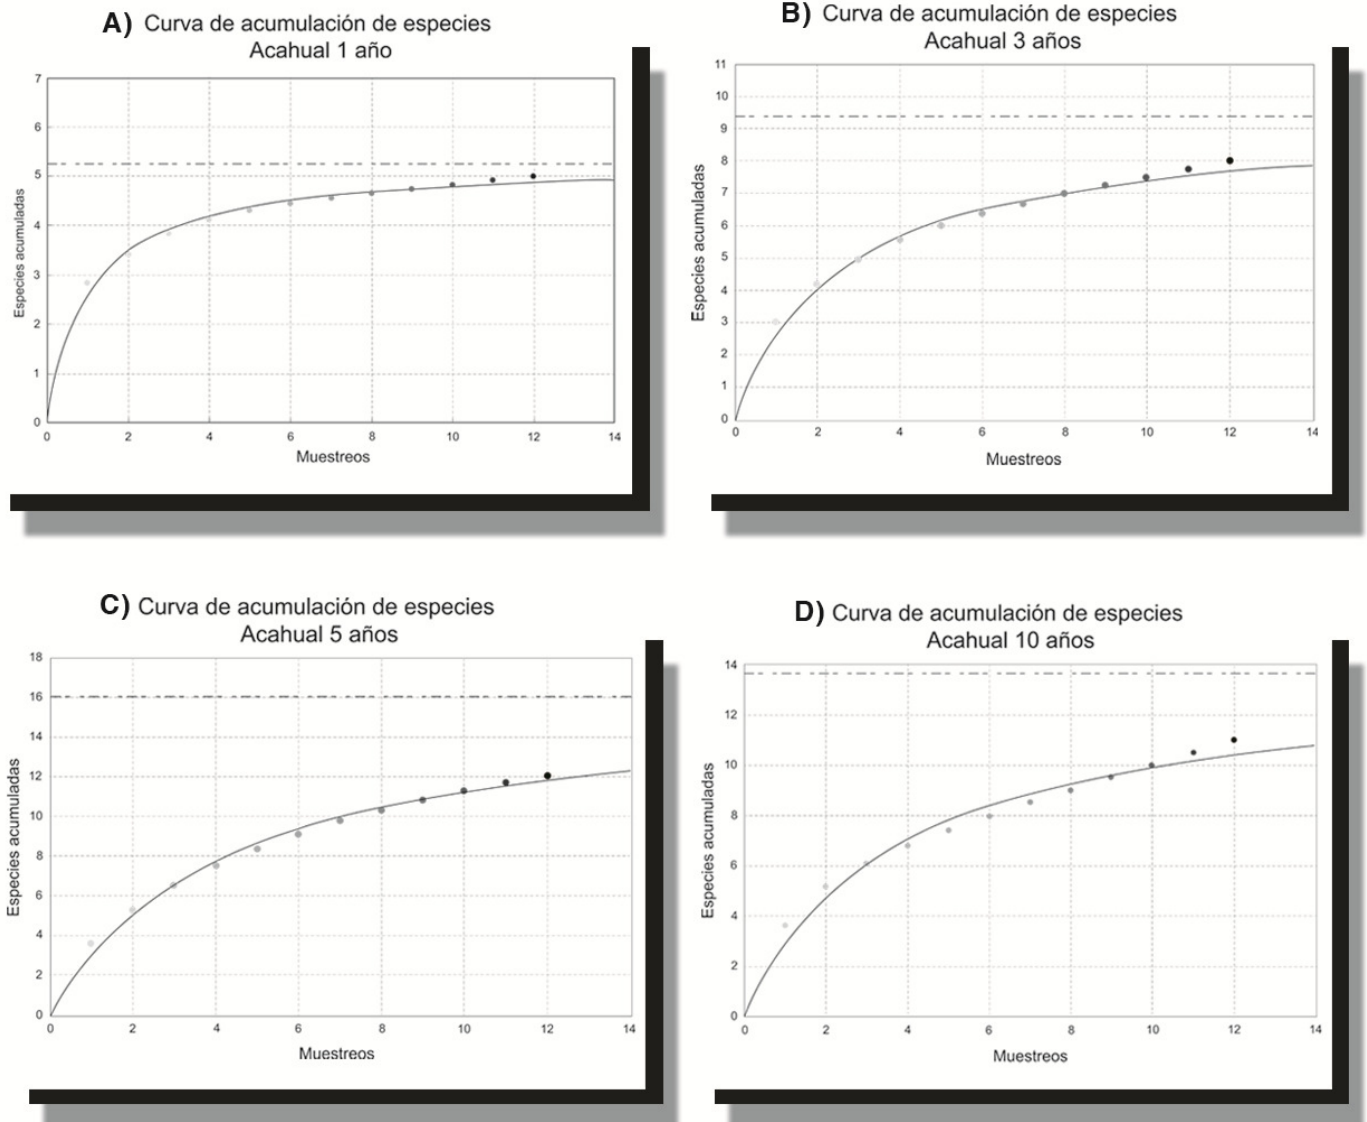 A) Curva de acumulación de especies
Acahual 1 año
7
6
5
4
3
2
1
0
Especies acumuladas
0 2 4 6 8 10 12 14
Muestreos
B) Curva de acumulación de especies
Acahual 3 años
11
10
9
8
7
6
5
4
3
2
1
0
Especies acumuladas
0 2 4 6 8 10 12 14
Muestreos
C) Curva de acumulación de especies
Acahual 5 años
18
16
14
12
10
8
6
4
2
0
Especies acumuladas
0 2 4 6 8 10 12 14
Muestreos
D) Curva de acumulación de especies
Acahual 10 años
14
12
10
8
6
4
2
0
Especies acumuladas
0 2 4 6 8 10 12 14
Muestreos